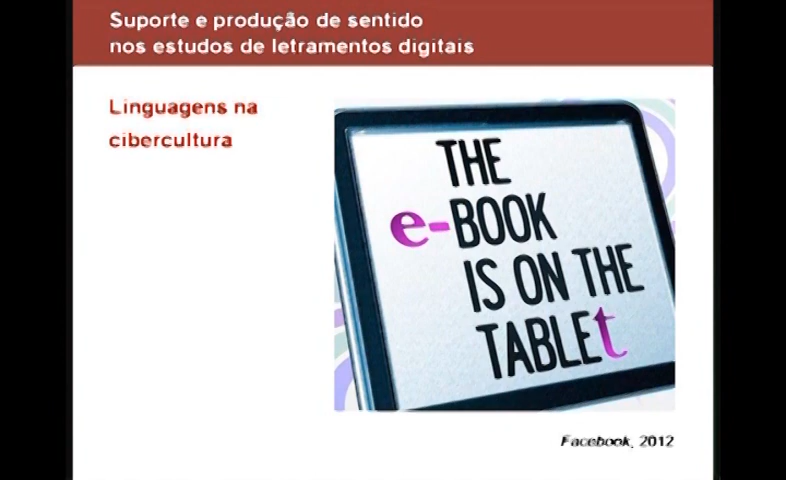 Suporte e produção de sentido
nos estudos de letramentos digitais
Linguagens na
cibercultura
THE
e-BOOK
IS ON THE
TABLEt
Facebook, 2012